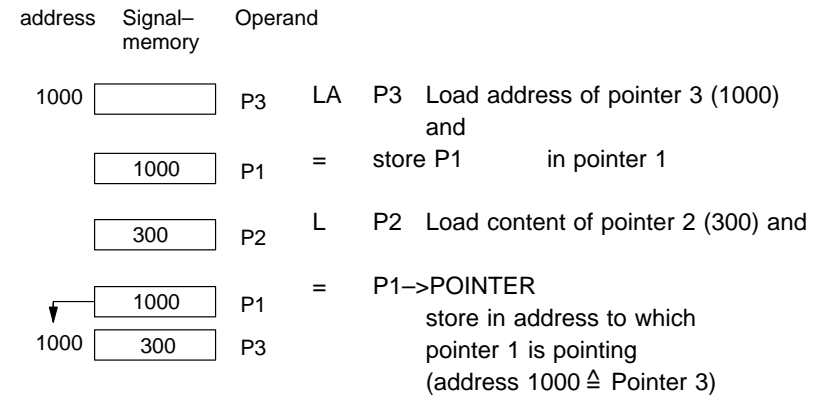 address Signal– Operand
memory
1000 P3 LA P3 Load address of pointer 3 (1000)
and
1000 P1 = store P1 in pointer 1
300 P2 L P2 Load content of pointer 2 (300) and
1000 P1 = P1–>POINTER
store in address to which
1000 300 P3 pointer 1 is pointing
(address 1000 ≙ Pointer 3)